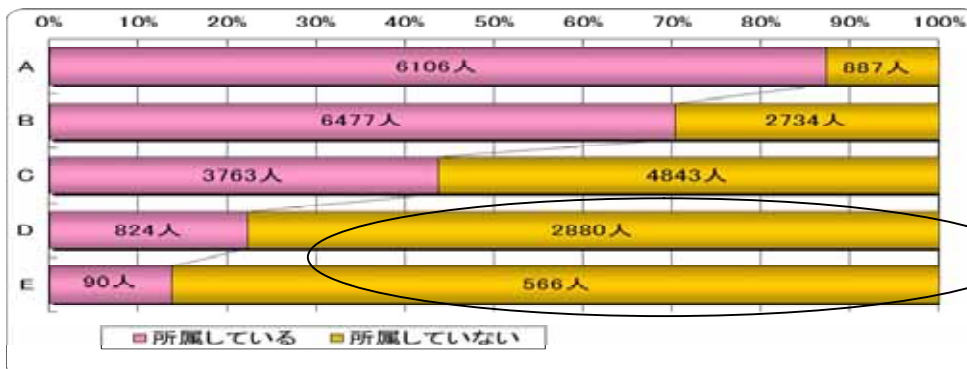 0% 10% 20% 30% 40% 50% 60% 70% 80% 90% 100%
A 6106人 887人
B 6477人 2734人
C 3763人 4843人
D 824人 2880人
E 90人 566人
所属している 所属していない